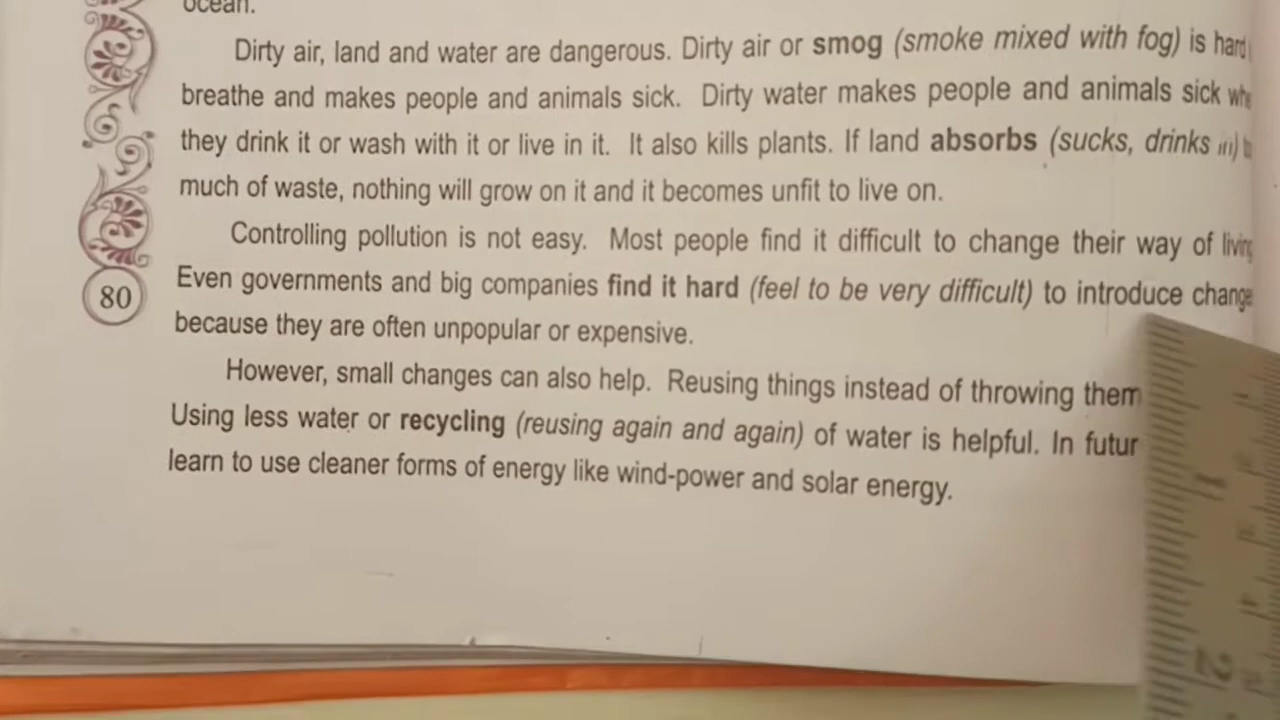 ocean.
Dirty air, land and water are dangerous. Dirty air or smog (smoke mixed with fog) is hard
breathe and makes people and animals sick. Dirty water makes people and animals sick
they drink it or wash with it or live in it. It also kills plants. If land absorbs (sucks, drinks in)
much of waste, nothing will grow on it and it becomes unfit to live on.
Controlling pollution is not easy. Most people find it difficult to change their way of living
Even governments and big companies find it hard (feel to be very difficult) to introduce change
80
because they are often unpopular or expensive.
However, small changes can also help. Reusing things instead of throwing them
Using less water or recycling (reusing again and again) of water is helpful. In futur
learn to use cleaner forms of energy like wind-power and solar energy.
1
2